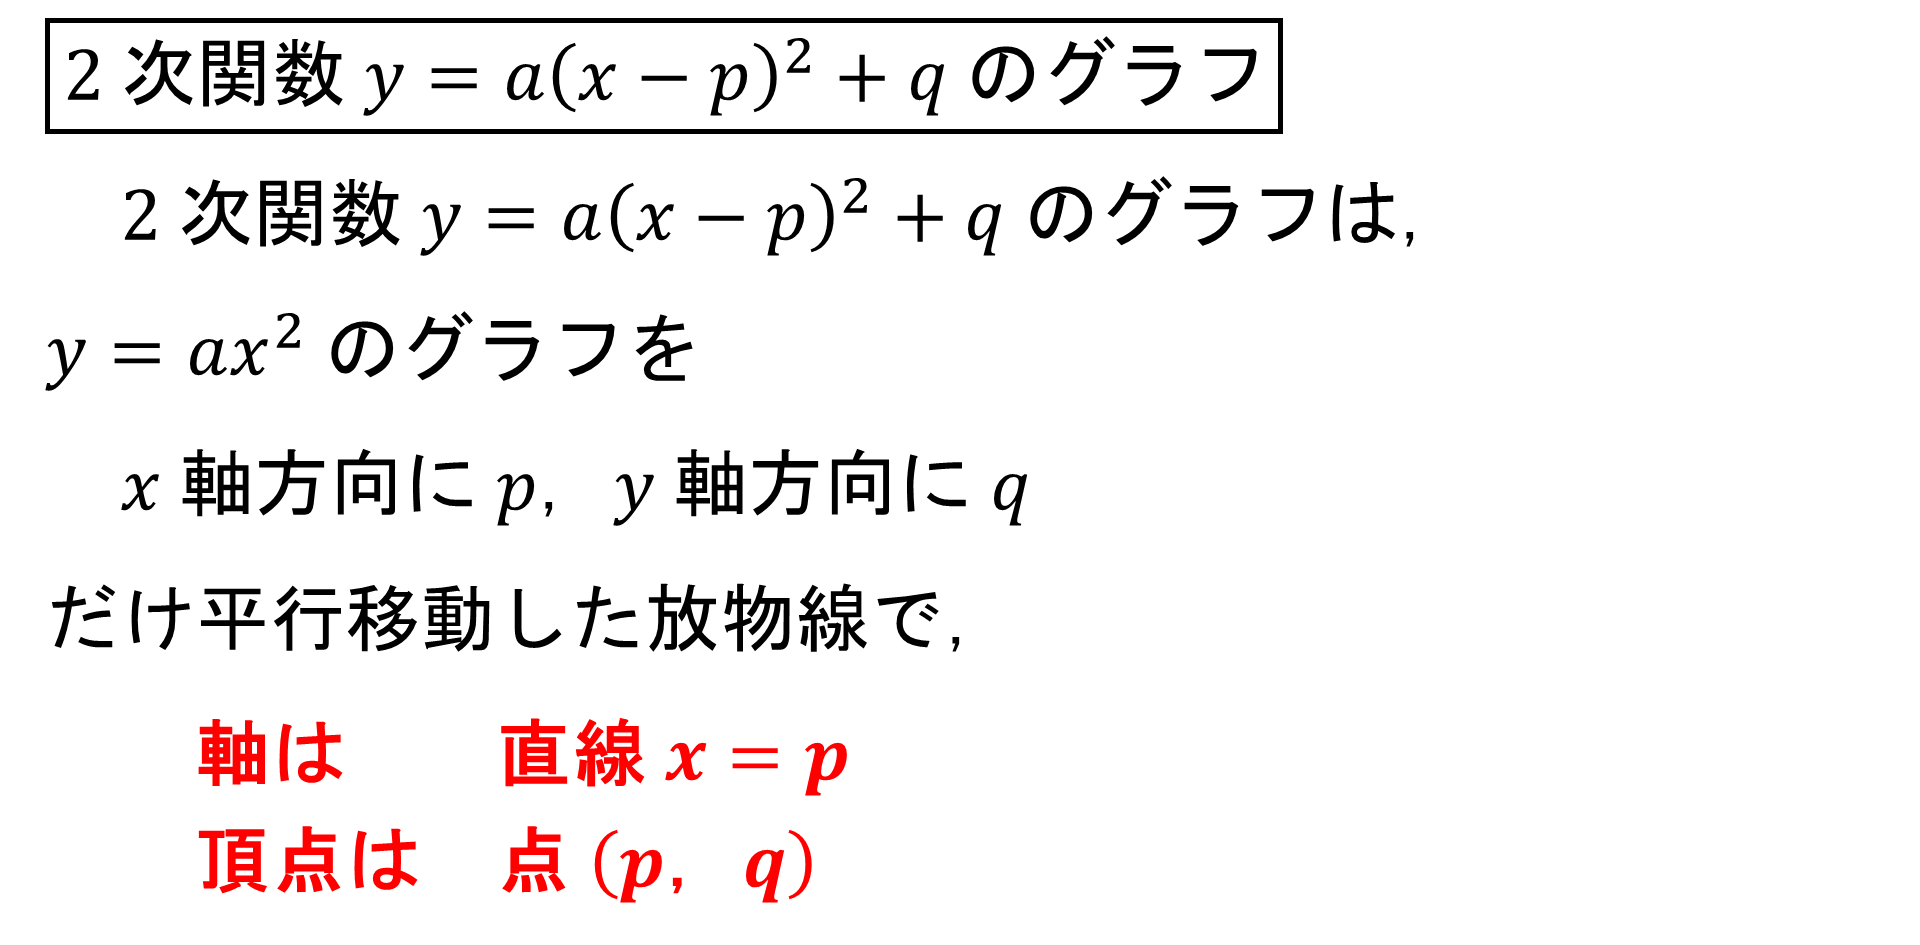 2 次関数 y = a(x − p)² + q のグラフ
2 次関数 y = a(x − p)² + q のグラフは,
y = ax² のグラフを
x 軸方向に p, y 軸方向に q
だけ平行移動した放物線で,
軸は 直線 x = p
頂点は 点 (p, q)